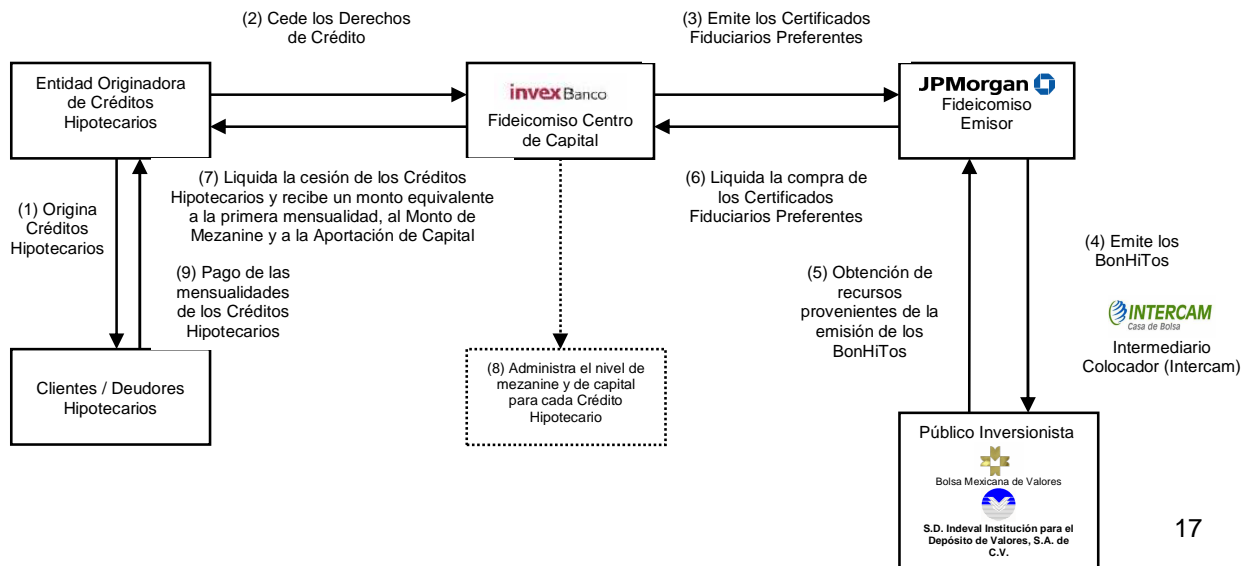 (2) Cede los Derechos
de Crédito
(3) Emite los Certificados
Fiduciarios Preferentes
Entidad Originadora
de Créditos
Hipotecarios
invex Banco
Fideicomiso Centro
de Capital
JPMorgan
Fideicomiso
Emisor
(1) Origina
Créditos
Hipotecarios
(7) Liquida la cesión de los Créditos
Hipotecarios y recibe un monto equivalente
a la primera mensualidad, al Monto de
Mezanine y a la Aportación de Capital
(6) Liquida la compra de
los Certificados
Fiduciarios Preferentes
(9) Pago de las
mensualidades
de los Créditos
Hipotecarios
(5) Obtención de
recursos
provenientes de la
emisión de los
BonHiTos
(4) Emite los
BonHiTos
INTERCAM
Casa de Bolsa
Intermediario
Colocador (Intercam)
Clientes / Deudores
Hipotecarios
(8) Administra el nivel de
mezanine y de capital
para cada Crédito
Hipotecario
Público Inversionista
Bolsa Mexicana de Valores
S.D. Indeval Institución para el
Depósito de Valores, S.A. de
C.V.
17